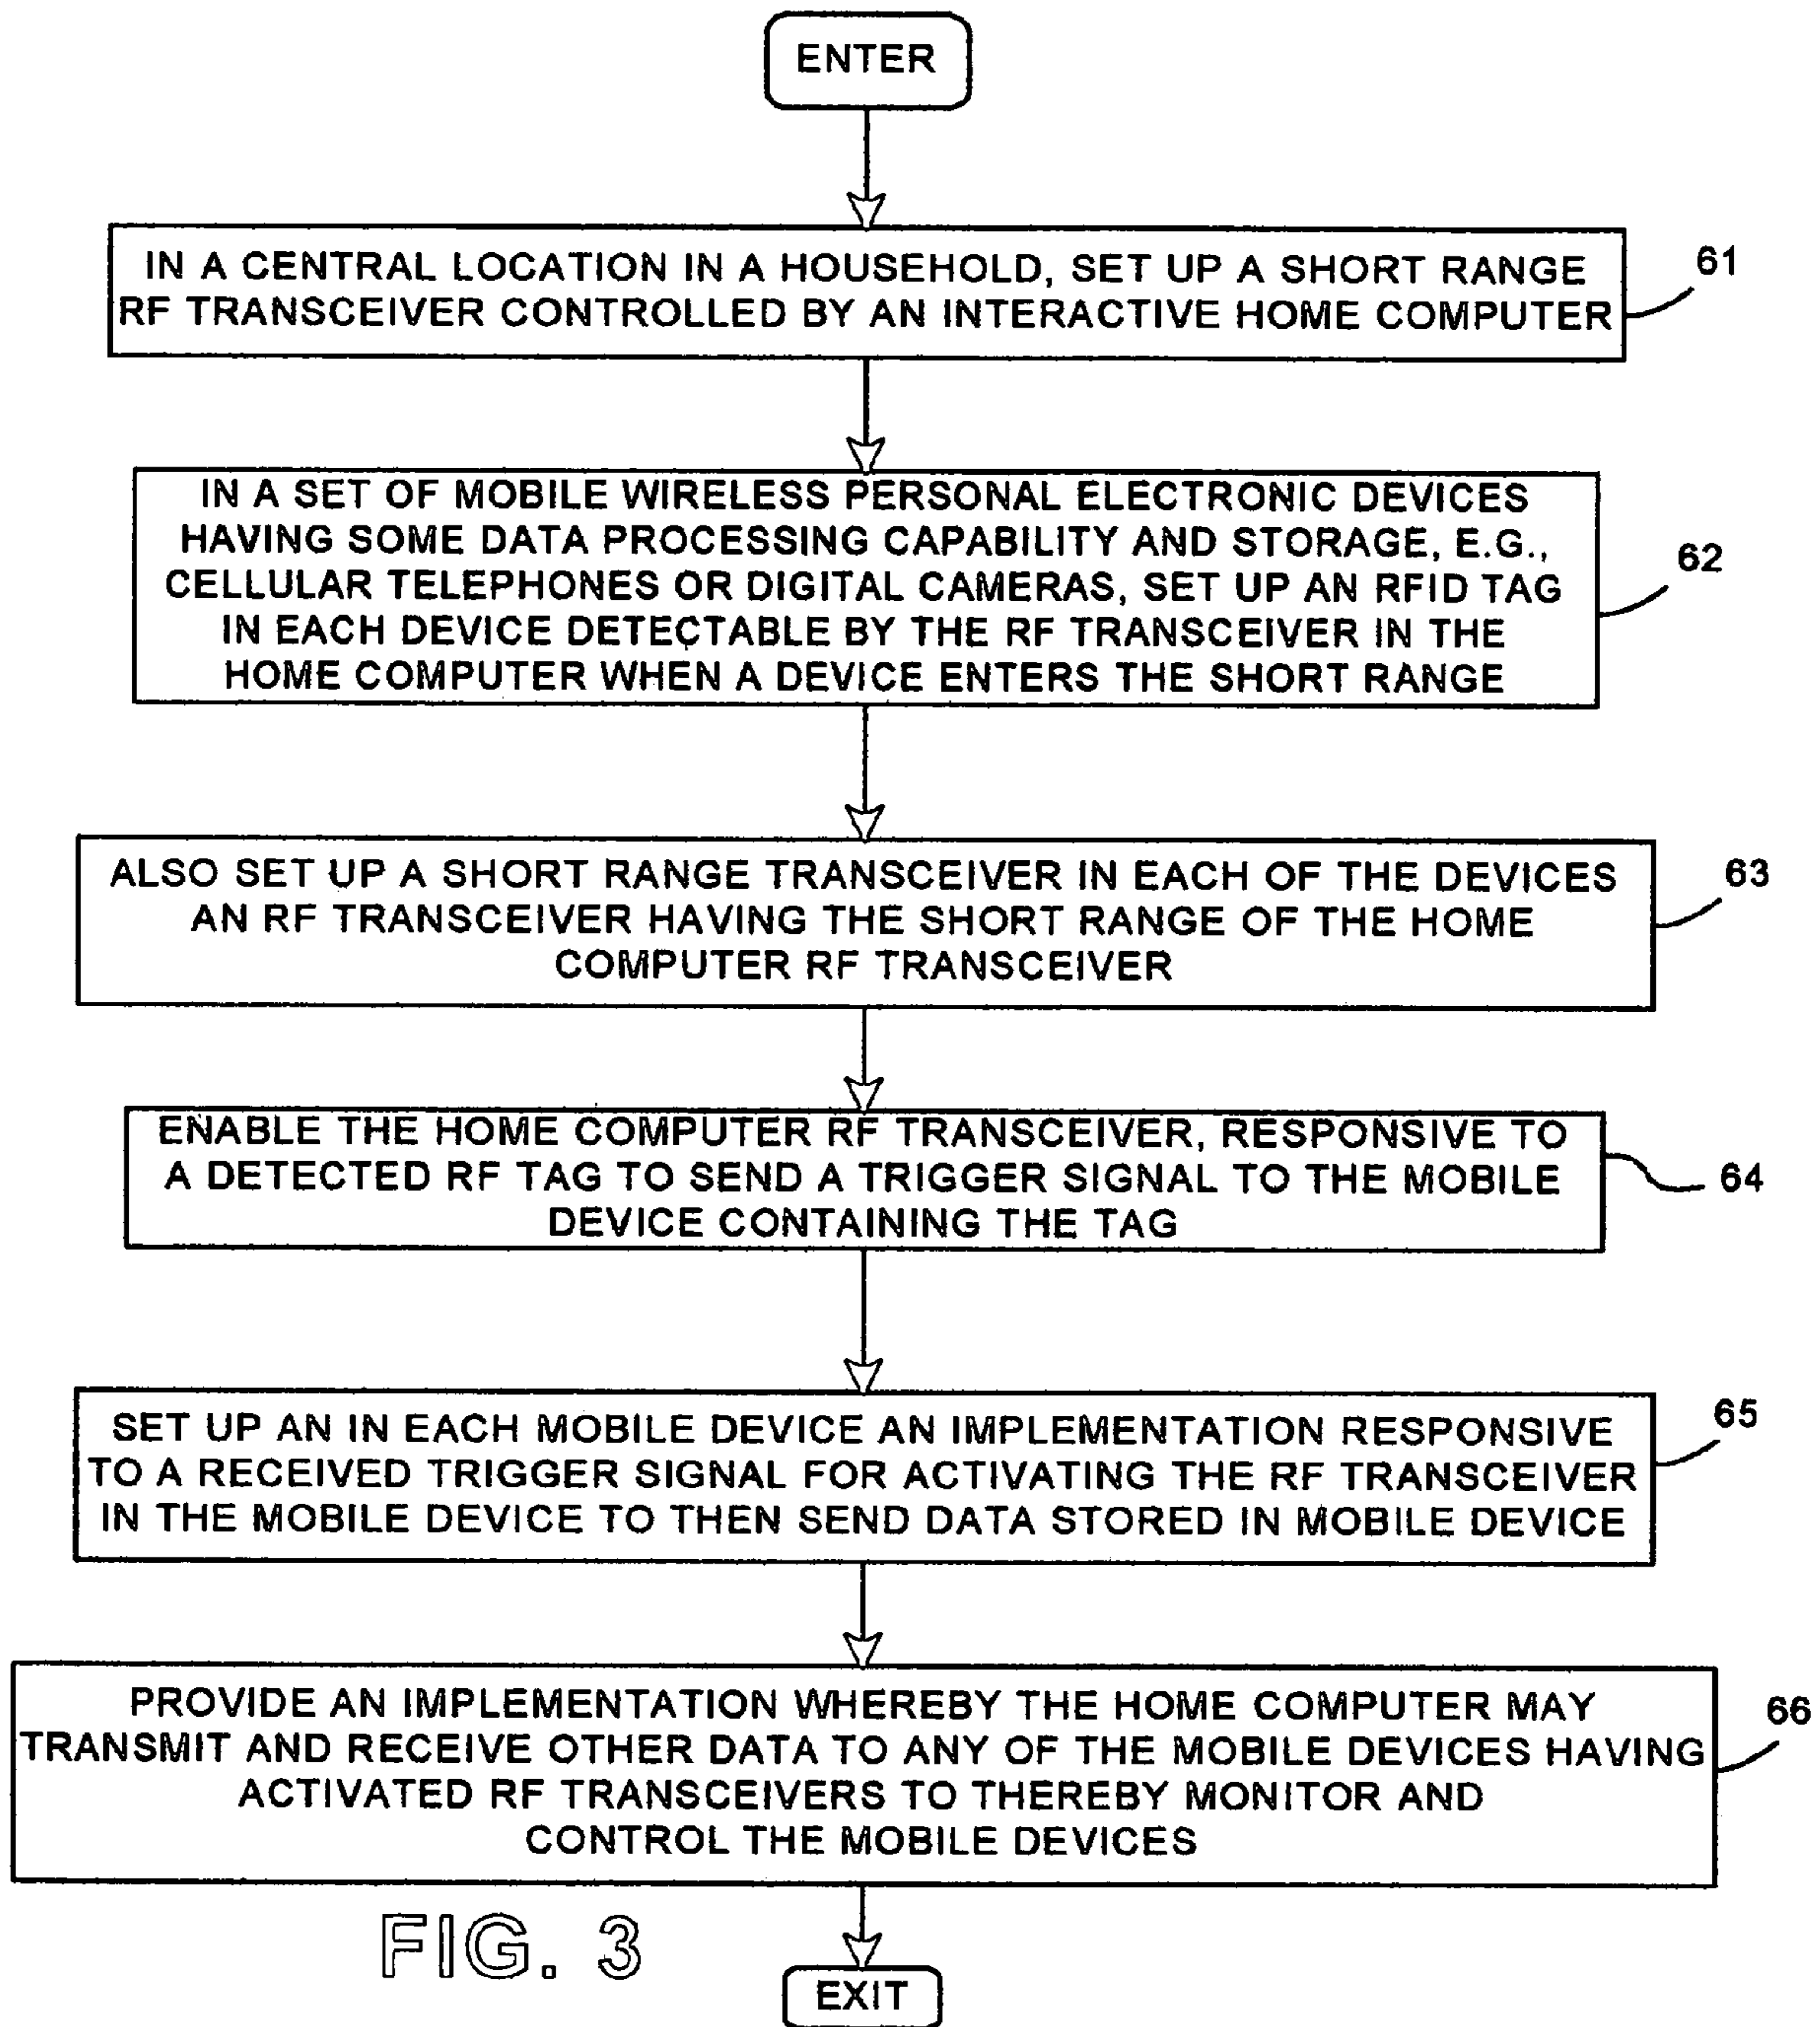 ENTER
IN A CENTRAL LOCATION IN A HOUSEHOLD, SET UP A SHORT RANGE
RF TRANSCEIVER CONTROLLED BY AN INTERACTIVE HOME COMPUTER
61
IN A SET OF MOBILE WIRELESS PERSONAL ELECTRONIC DEVICES
HAVING SOME DATA PROCESSING CAPABILITY AND STORAGE, E.G.,
CELLULAR TELEPHONES OR DIGITAL CAMERAS, SET UP AN RFID TAG
IN EACH DEVICE DETECTABLE BY THE RF TRANSCEIVER IN THE
HOME COMPUTER WHEN A DEVICE ENTERS THE SHORT RANGE
62
ALSO SET UP A SHORT RANGE TRANSCEIVER IN EACH OF THE DEVICES
AN RF TRANSCEIVER HAVING THE SHORT RANGE OF THE HOME
COMPUTER RF TRANSCEIVER
63
ENABLE THE HOME COMPUTER RF TRANSCEIVER, RESPONSIVE TO
A DETECTED RF TAG TO SEND A TRIGGER SIGNAL TO THE MOBILE
DEVICE CONTAINING THE TAG
64
SET UP AN IN EACH MOBILE DEVICE AN IMPLEMENTATION RESPONSIVE
TO A RECEIVED TRIGGER SIGNAL FOR ACTIVATING THE RF TRANSCEIVER
IN THE MOBILE DEVICE TO THEN SEND DATA STORED IN MOBILE DEVICE
65
PROVIDE AN IMPLEMENTATION WHEREBY THE HOME COMPUTER MAY
TRANSMIT AND RECEIVE OTHER DATA TO ANY OF THE MOBILE DEVICES HAVING
ACTIVATED RF TRANSCEIVERS TO THEREBY MONITOR AND
CONTROL THE MOBILE DEVICES
66
FIG. 3
EXIT